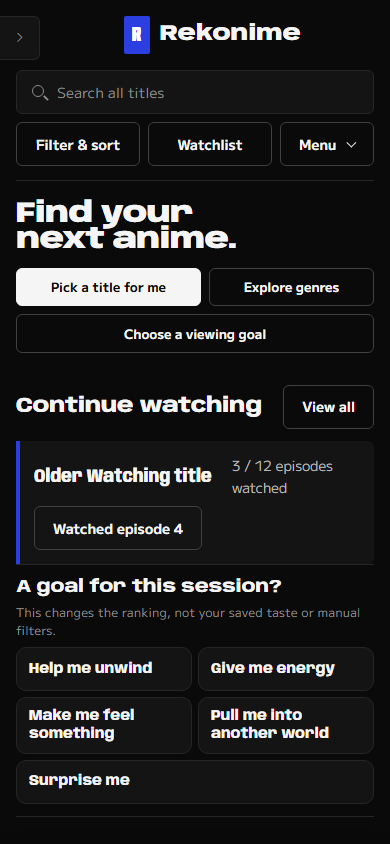 R Rekonime
Search all titles
Filter & sort
Watchlist
Menu
Find your
next anime.
Pick a title for me
Explore genres
Choose a viewing goal
Continue watching
View all
Older Watching title
3 / 12 episodes
watched
Watched episode 4
A goal for this session?
This changes the ranking, not your saved taste or manual
filters.
Help me unwind
Give me energy
Make me feel
something
Pull me into
another world
Surprise me